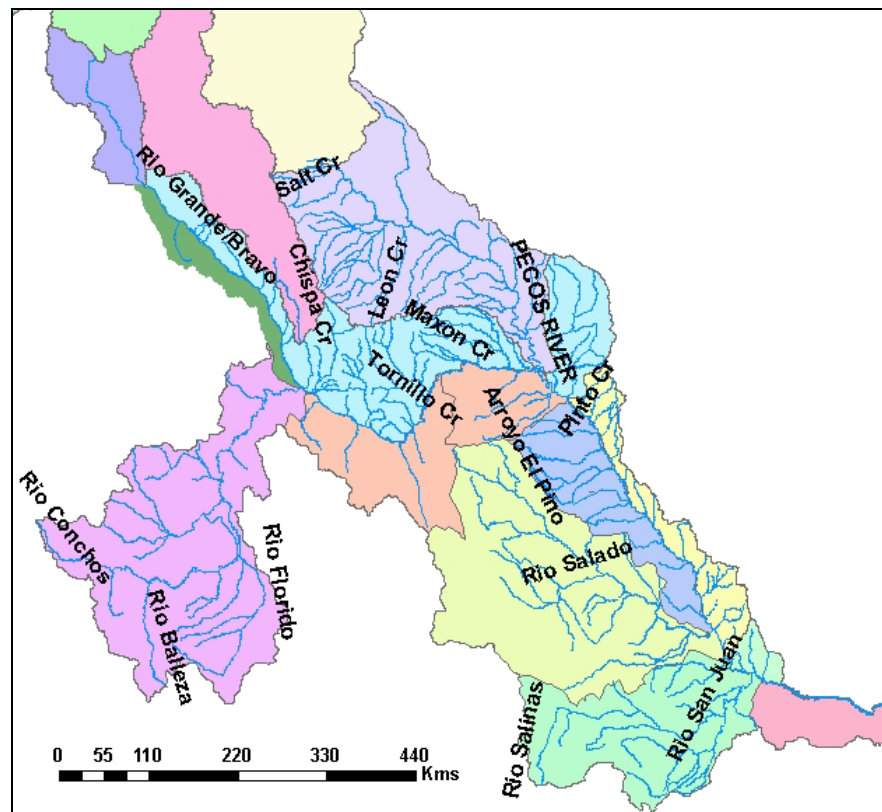 Salt Cr
Rio Grande/Bravo
Chispa Cr
Leon Cr
PECOS RIVER
Maxon Cr
Tornillo Cr
Pinto Cr
Arroyo El Pino
Rio Conchos
Rio Balleza
Rio Florido
Rio Salado
Rio Salinas
Rio San Juan
0 55 110 220 330 440
Kms